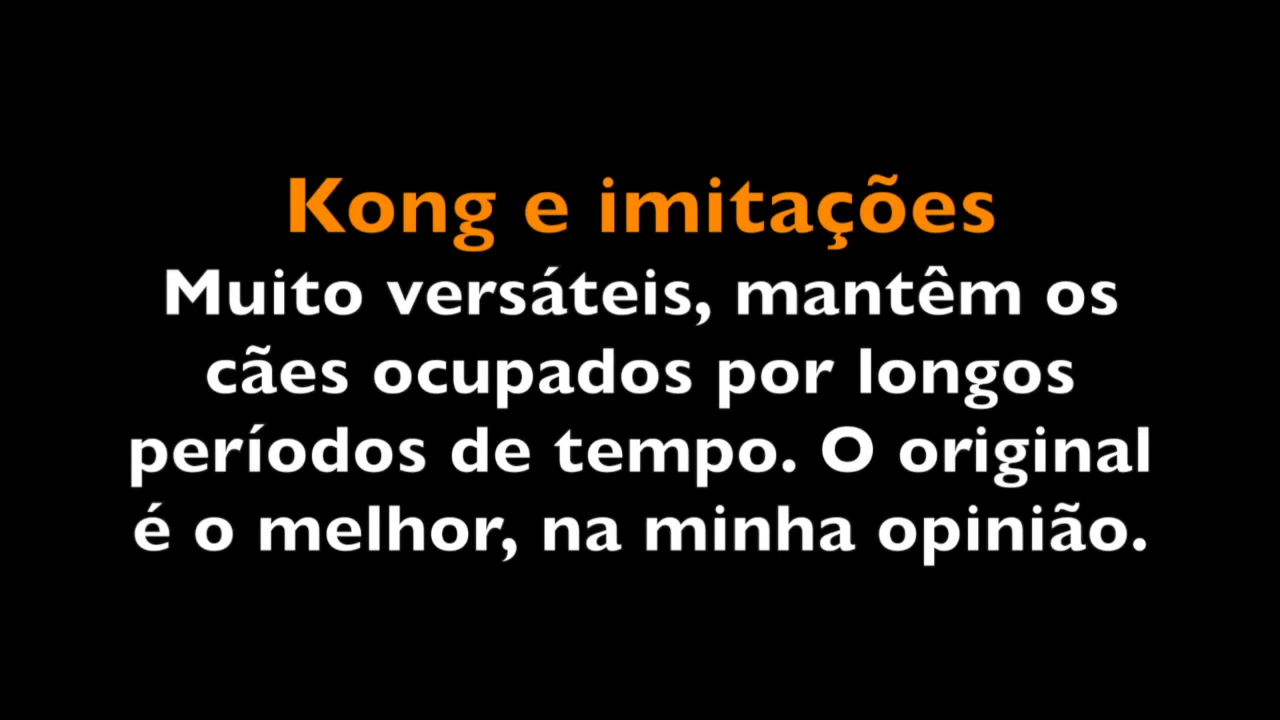 Kong e imitações
Muito versáteis, mantêm os
cães ocupados por longos
períodos de tempo. O original
é o melhor, na minha opinião.